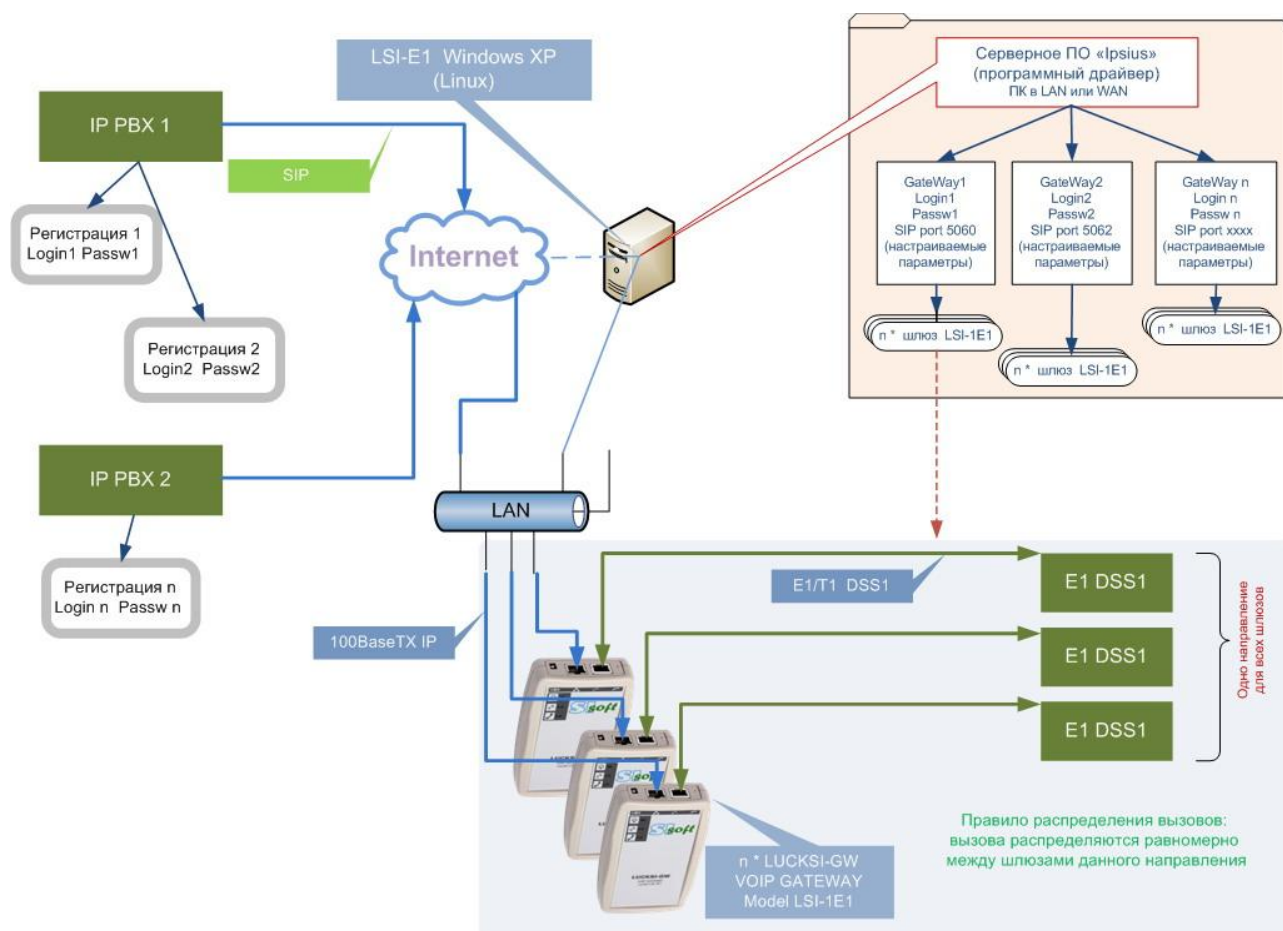 LSI-E1 Windows XP
(Linux)
IP PBX 1
SIP
Регистрация 1
Login1 Passw1
Регистрация 2
Login2 Passw2
Internet
IP PBX 2
Регистрация n
Login n Passw n
LAN
100BaseTX IP
Серверное ПО «Ipsius»
(программный драйвер)
ПК в LAN или WAN
GateWay1
Login1
Passw1
SIP port 5060
(настраиваемые
параметры)
GateWay2
Login2
Passw2
SIP port 5062
(настраиваемые
параметры)
GateWay n
Login n
Passw n
SIP port xxxx
(настраиваемые
параметры)
n * шлюз LSI-1E1
n * шлюз LSI-1E1
n * шлюз LSI-1E1
E1/T1 DSS1
E1 DSS1
E1 DSS1
E1 DSS1
Одно направление
для всех шлюзов
SIsoft
SIsoft
SIsoft
LUCKSI-GW
n * LUCKSI-GW
VOIP GATEWAY
Model LSI-1E1
Правило распределения вызовов:
вызова распределяются равномерно
между шлюзами данного направления